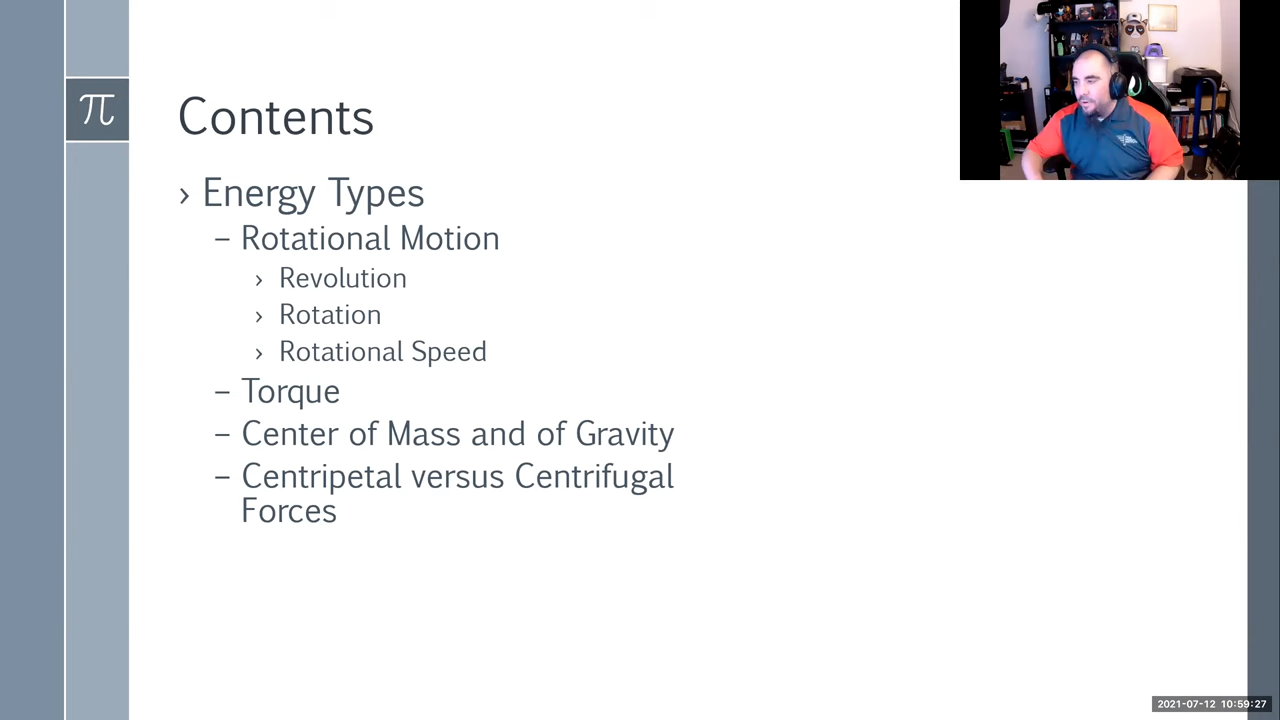 π
Contents
› Energy Types
– Rotational Motion
› Revolution
› Rotation
› Rotational Speed
– Torque
– Center of Mass and of Gravity
– Centripetal versus Centrifugal
Forces
2021-07-12 10:59:27